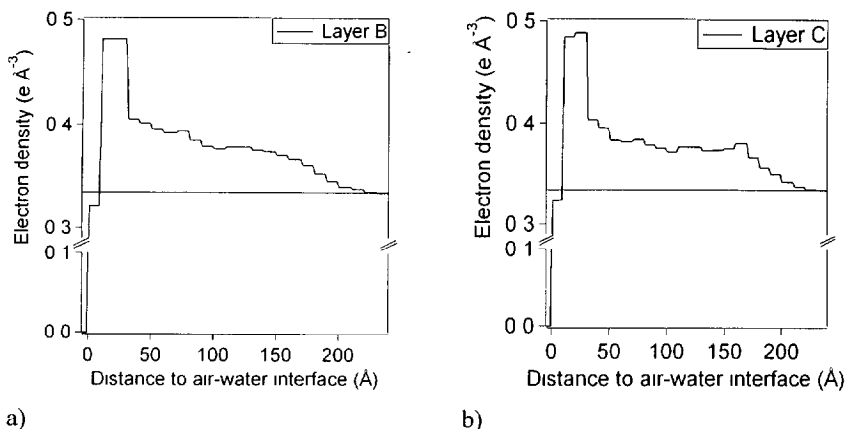 0 5
0 4
0 3
0 1
0 0
Electron density (e Å⁻³)
Layer B
0 50 100 150 200
Distance to air-water interface (Å)
a)
0 5
0 4
0 3
0 1
0 0
Electron density (e Å⁻³)
Layer C
0 50 100 150 200
Distance to air-water interface (Å)
b)